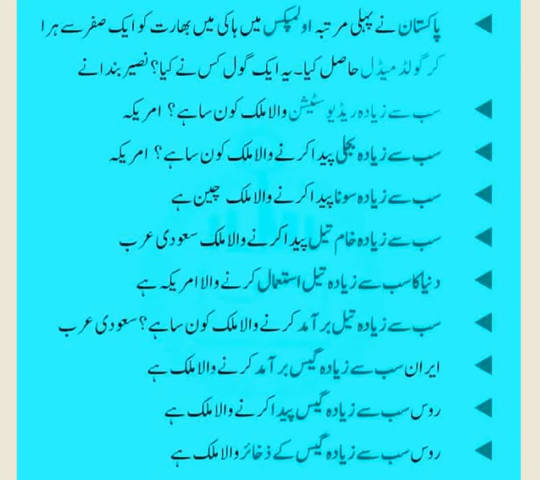 پاکستان نے پہلی مرتبہ اولمپکس میں ہاکی میں بھارت کو ایک صفر سے ہرا
کر گولڈ میڈل حاصل کیا۔ یہ ایک گول کس نے کیا؟ نصیر بندا نے
سب سے زیادہ ریڈیو سٹیشن والا ملک کون سا ہے؟ امریکہ
سب سے زیادہ بجلی پیدا کرنے والا ملک کون سا ہے؟ امریکہ
سب سے زیادہ سونا پیدا کرنے والا ملک چین ہے
سب سے زیادہ خام تیل پیدا کرنے والا ملک سعودی عرب
دنیا کا سب سے زیادہ تیل استعمال کرنے والا امریکہ ہے
سب سے زیادہ تیل برآمد کرنے والا ملک کون سا ہے؟ سعودی عرب
ایران سب سے زیادہ گیس برآمد کرنے والا ملک ہے
روس سب سے زیادہ گیس پیدا کرنے والا ملک ہے
روس سب سے زیادہ گیس کے ذخائر والا ملک ہے